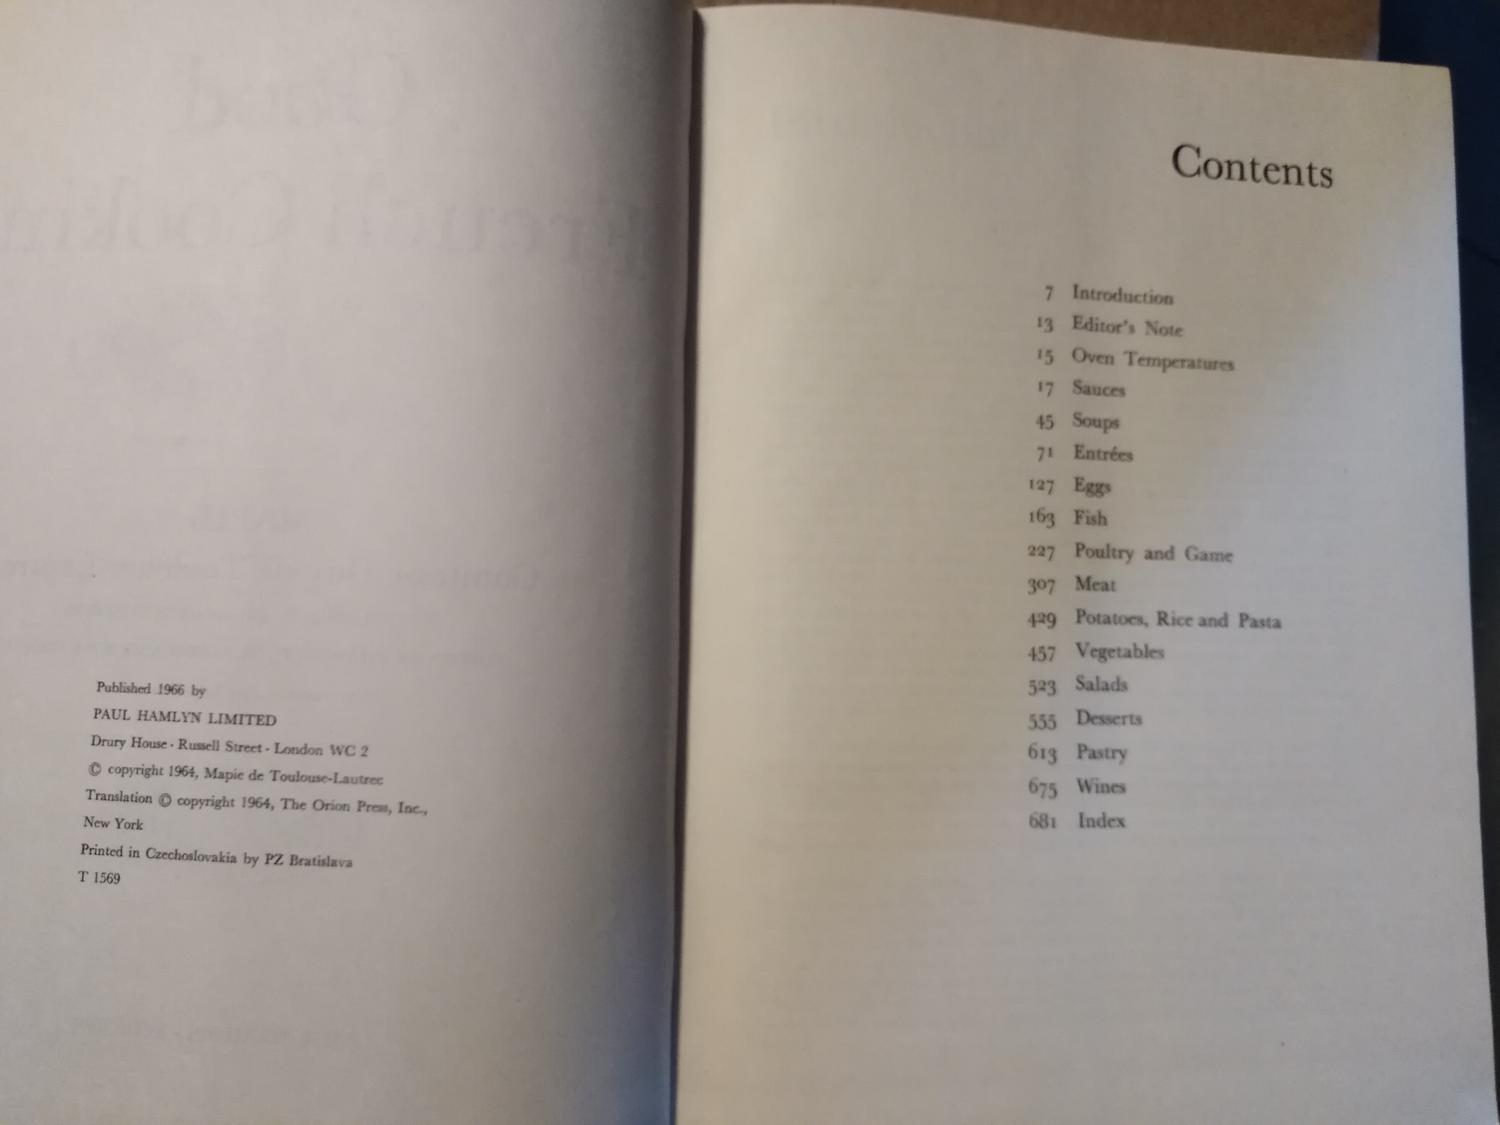 Published 1966 by
PAUL HAMLYN LIMITED
Drury House · Russell Street · London WC 2
© copyright 1964, Mapie de Toulouse-Lautrec
Translation © copyright 1964, The Orion Press, Inc.,
New York
Printed in Czechoslovakia by PZ Bratislava
T 1569
Contents
7 Introduction
13 Editor's Note
15 Oven Temperatures
17 Sauces
45 Soups
71 Entrées
127 Eggs
163 Fish
227 Poultry and Game
307 Meat
429 Potatoes, Rice and Pasta
457 Vegetables
523 Salads
555 Desserts
613 Pastry
675 Wines
681 Index